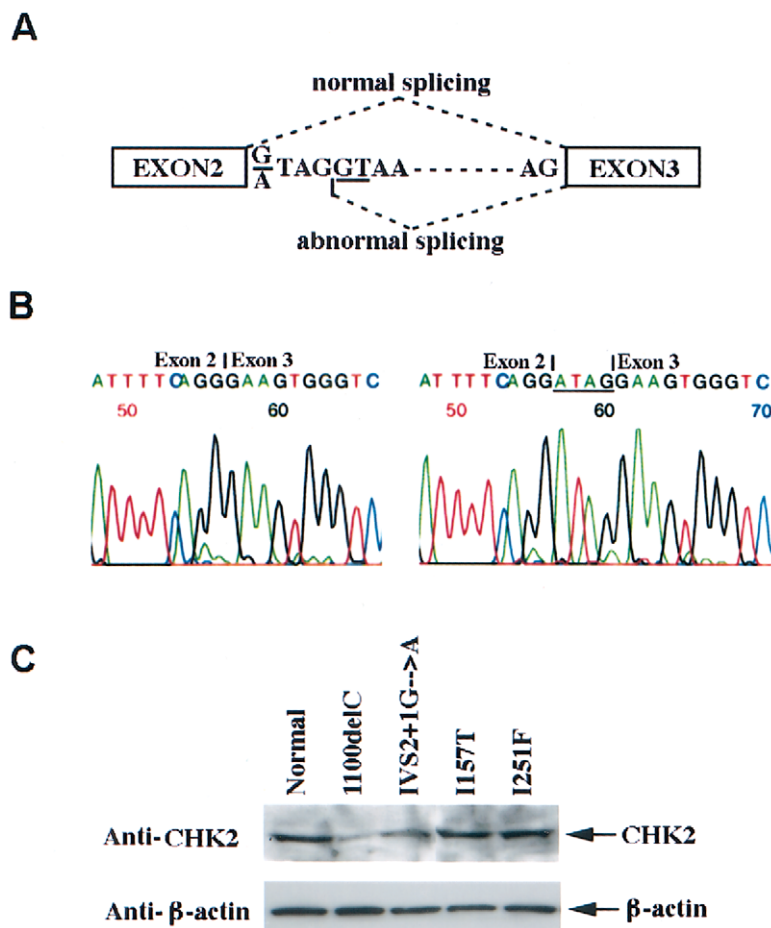 A
normal splicing
EXON2
G
A
TAGGTAA
AG
EXON3
abnormal splicing
B
Exon 2 Exon 3
ATTTTCAGGGAAGTGGGTC
50 60
Exon 2 Exon 3
ATTTTCAGGATAGGAAGTGGGTC
50 60 70
C
Normal
1100delC
IVS2+1G-->A
I157T
I251F
Anti-CHK2
CHK2
Anti-β-actin
β-actin